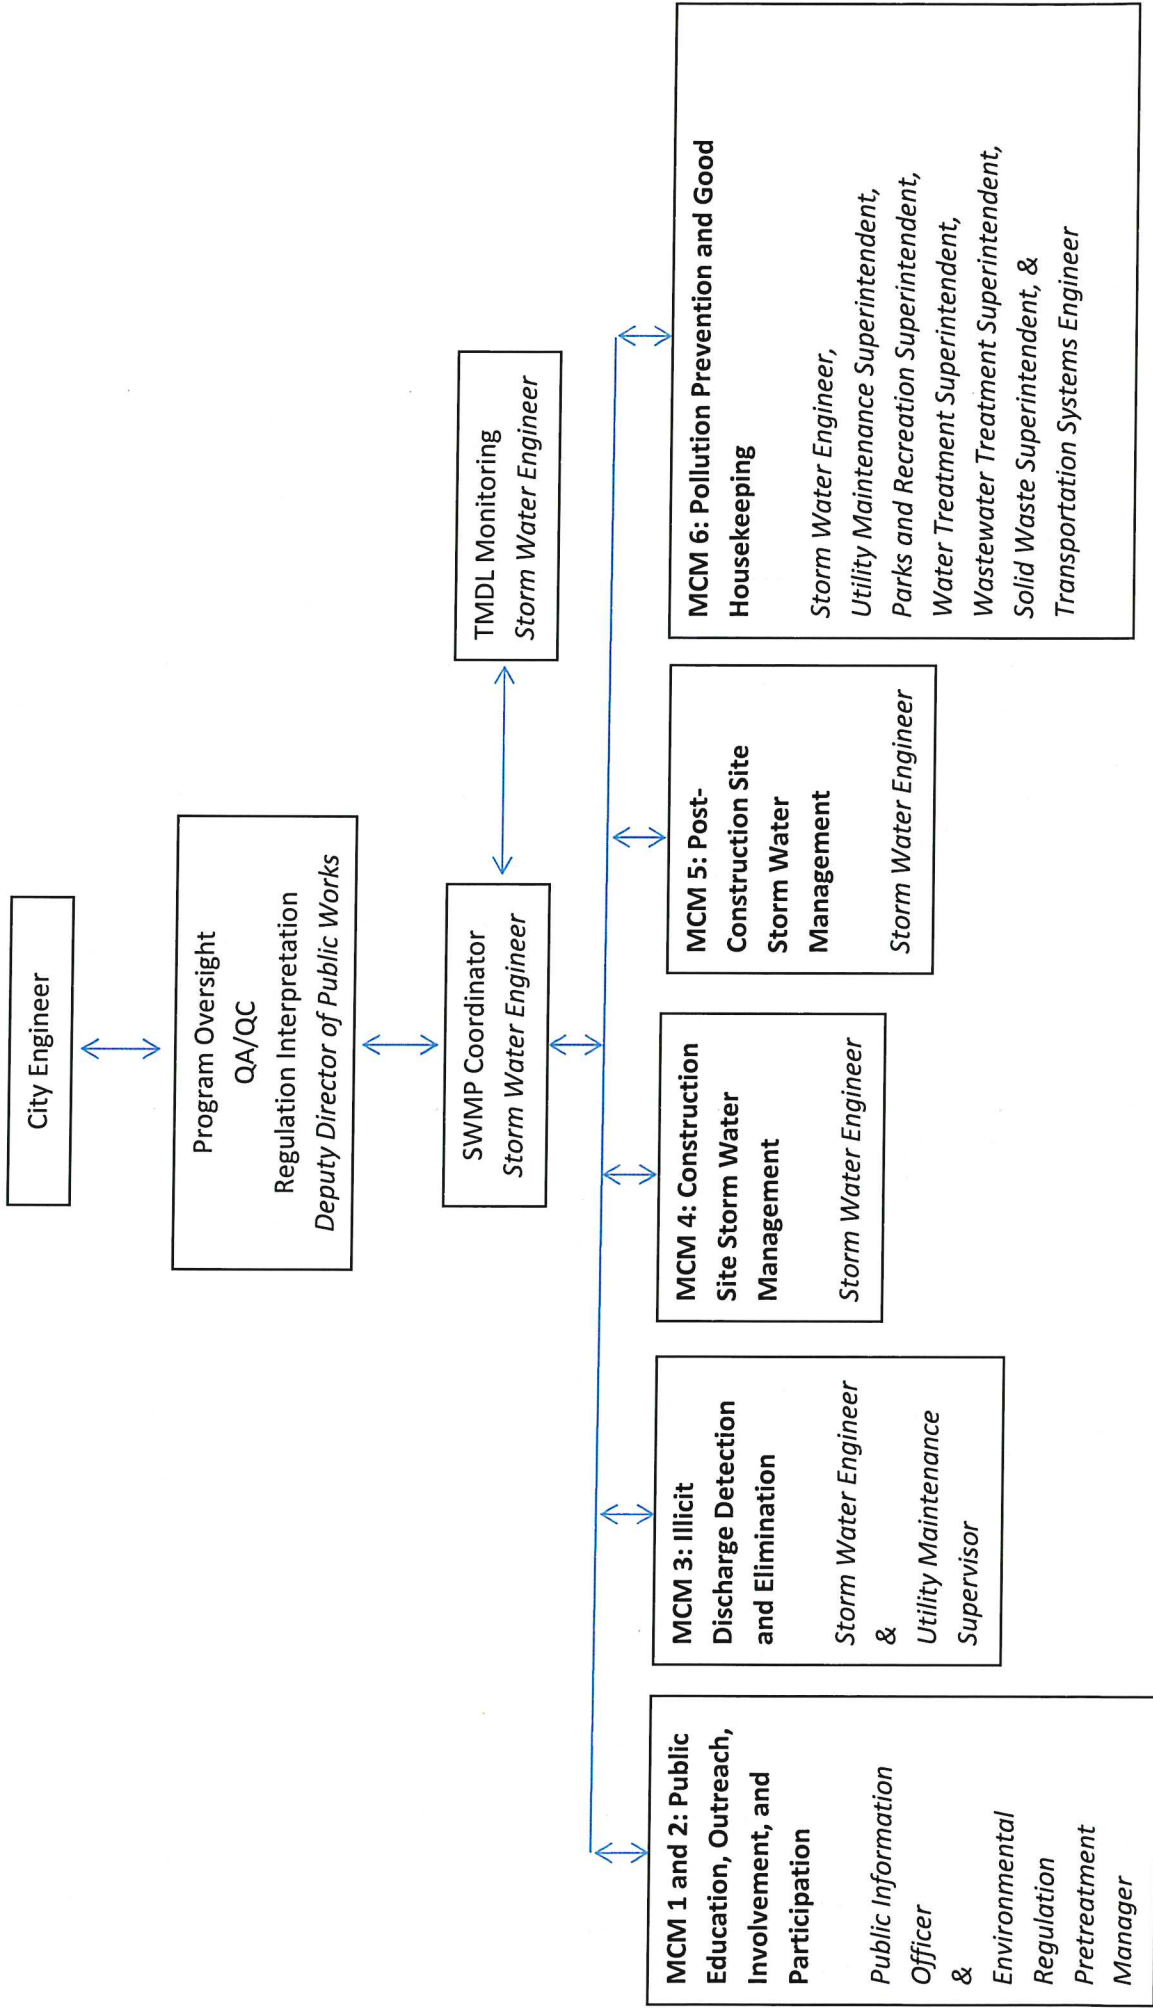 City Engineer
Program Oversight
QA/QC
Regulation Interpretation
Deputy Director of Public Works
SWMP Coordinator
Storm Water Engineer
TMDL Monitoring
Storm Water Engineer
MCM 1 and 2: Public
Education, Outreach,
Involvement, and
Participation
Public Information
Officer
&
Environmental
Regulation
Pretreatment
Manager
MCM 3: Illicit
Discharge Detection
and Elimination
Storm Water Engineer
&
Utility Maintenance
Supervisor
MCM 4: Construction
Site Storm Water
Management
Storm Water Engineer
MCM 5: Post-
Construction Site
Storm Water
Management
Storm Water Engineer
MCM 6: Pollution Prevention and Good
Housekeeping
Storm Water Engineer,
Utility Maintenance Superintendent,
Parks and Recreation Superintendent,
Water Treatment Superintendent,
Wastewater Treatment Superintendent,
Solid Waste Superintendent, &
Transportation Systems Engineer